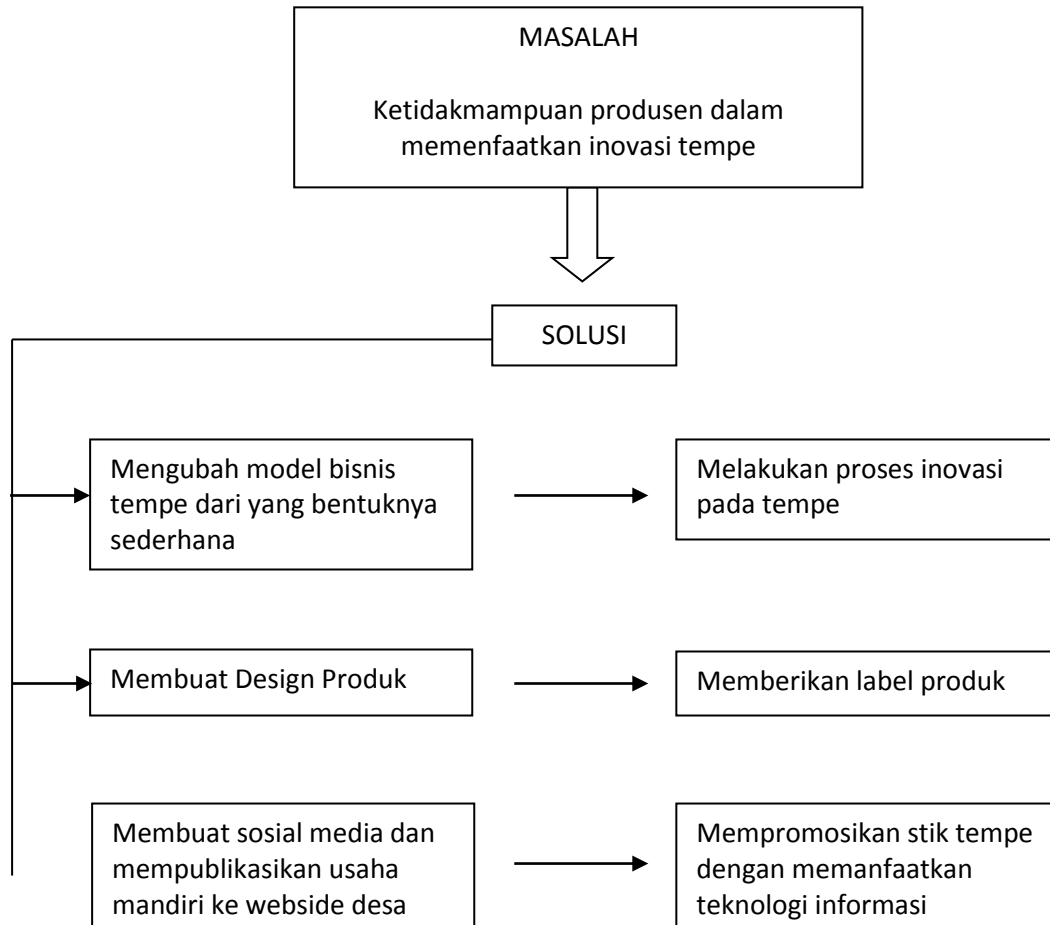 MASALAH
Ketidakmampuan produsen dalam
memenfaatkan inovasi tempe
SOLUSI
Mengubah model bisnis
tempe dari yang bentuknya
sederhana
Melakukan proses inovasi
pada tempe
Membuat Design Produk
Memberikan label produk
Membuat sosial media dan
mempublikasikan usaha
mandiri ke webside desa
Mempromosikan stik tempe
dengan memanfaatkan
teknologi informasi